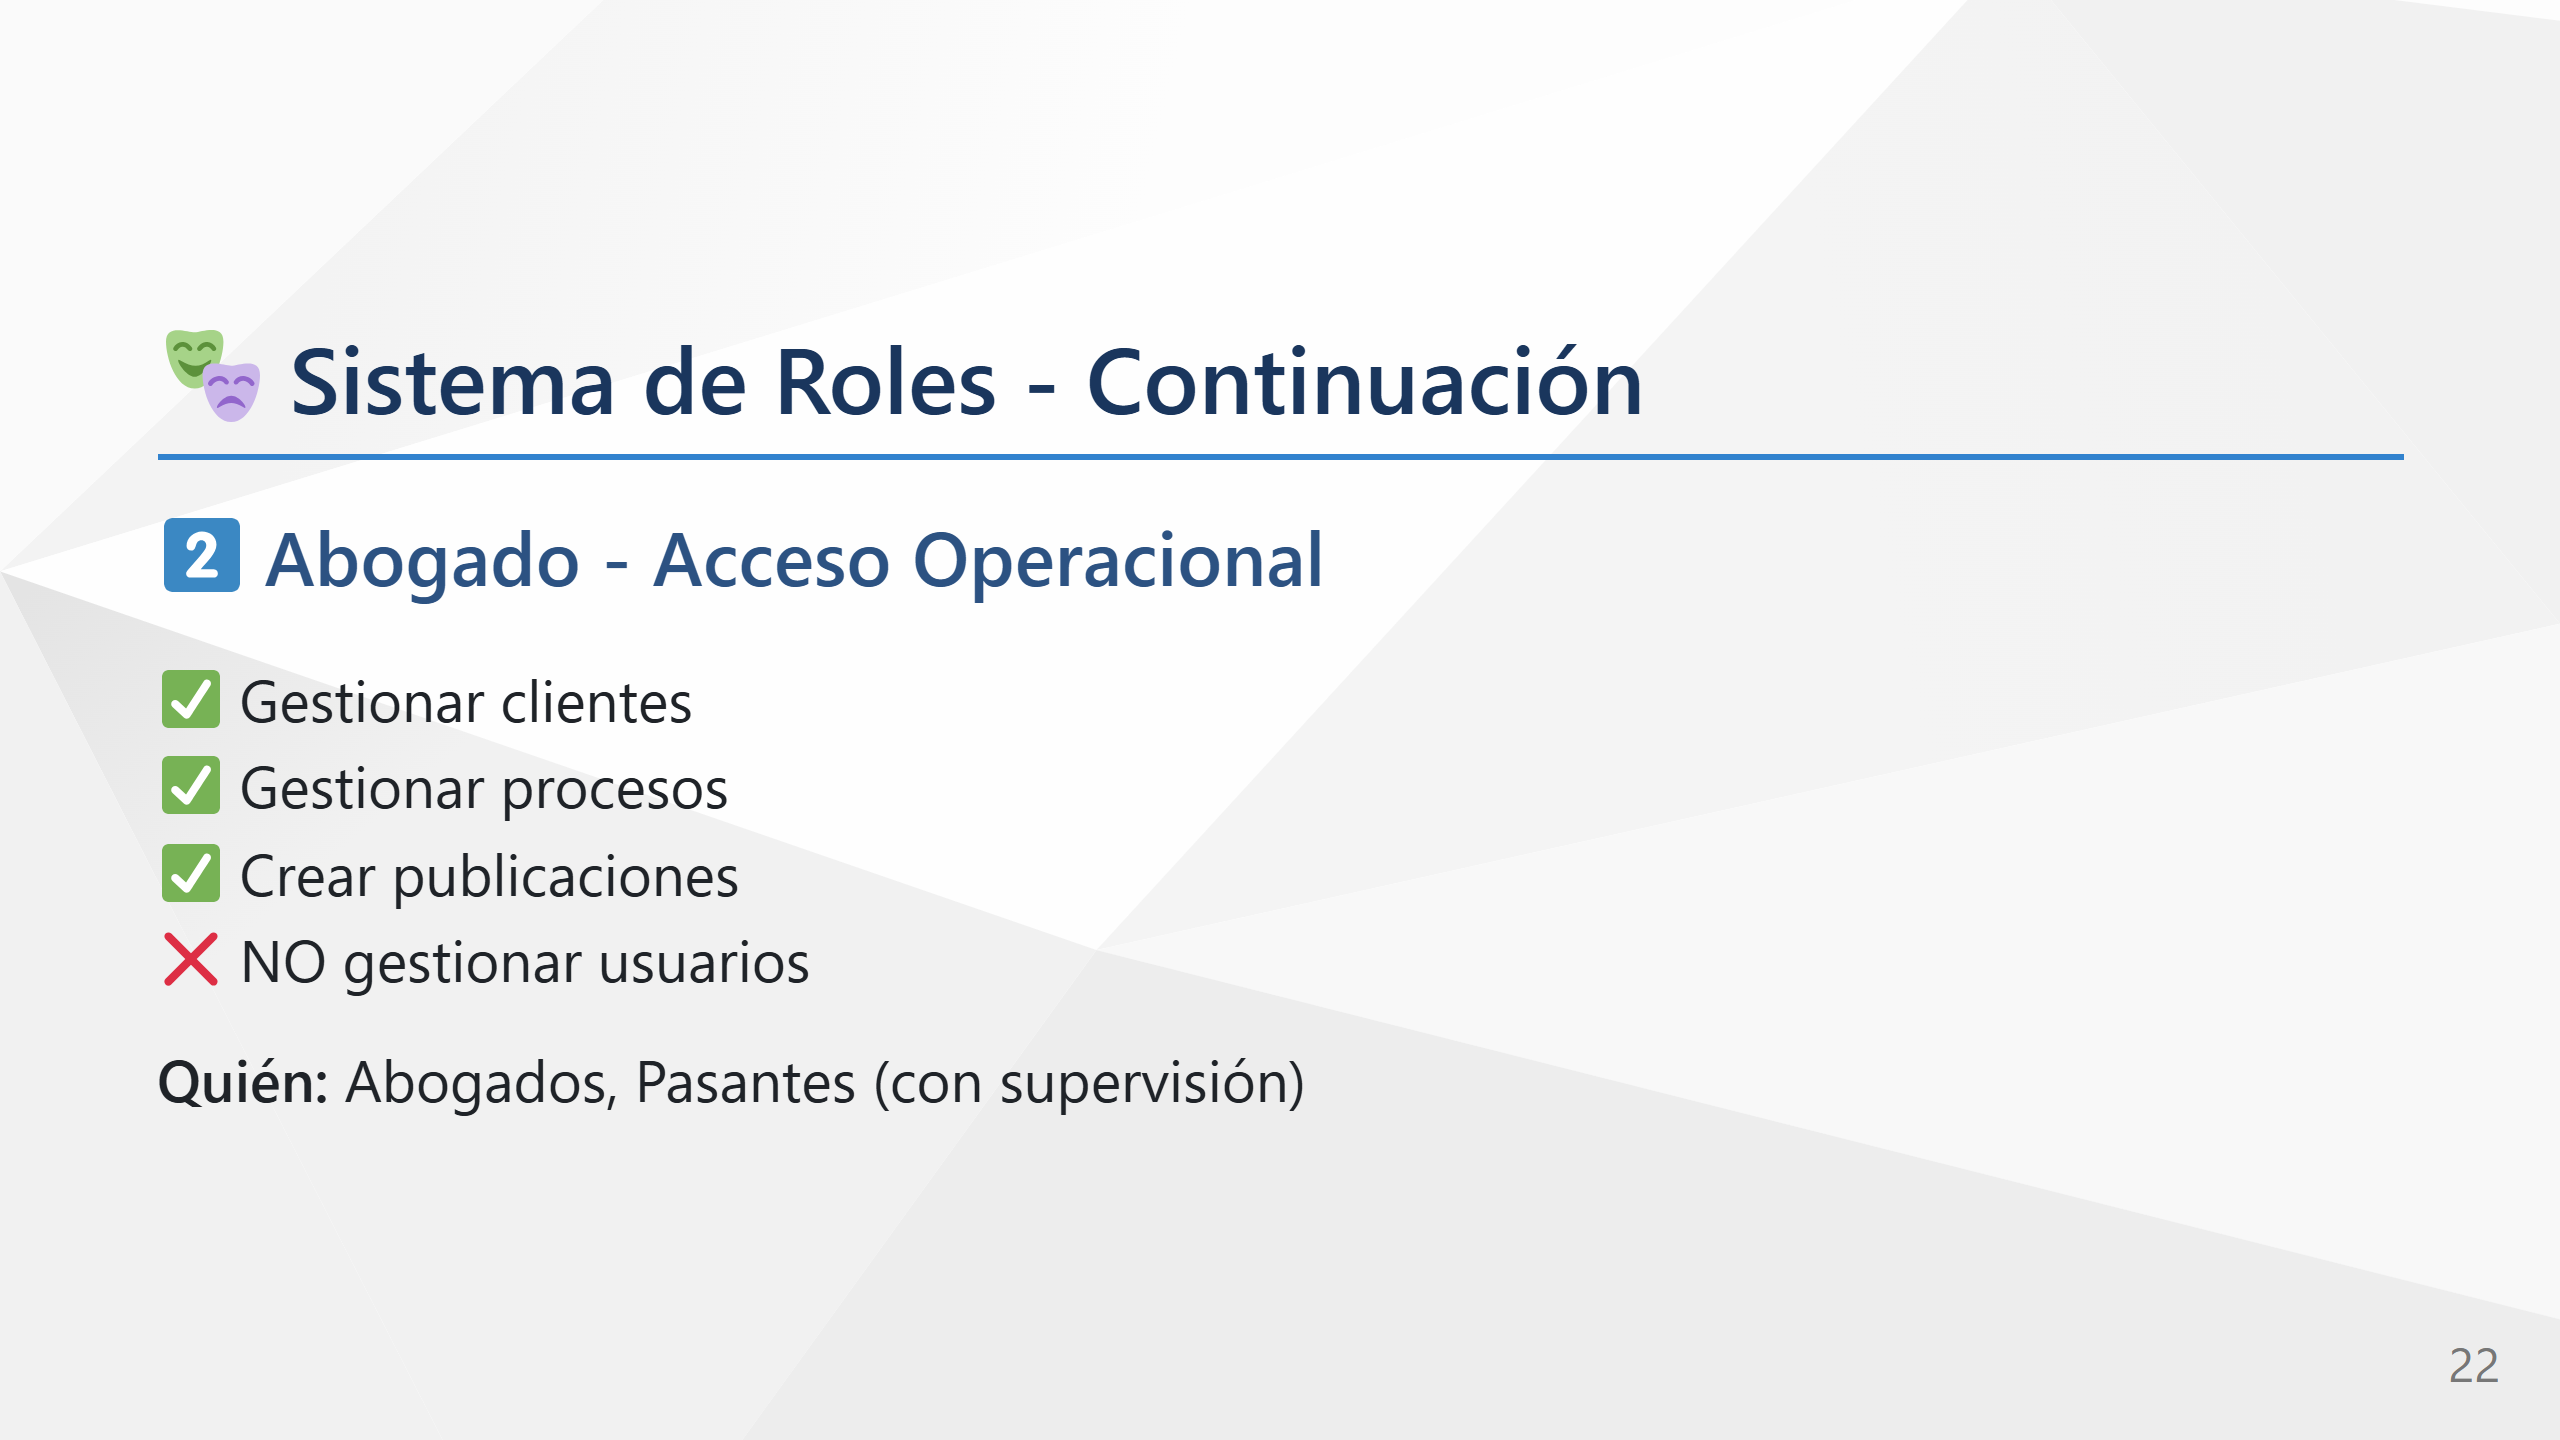 🎭 Sistema de Roles - Continuación
2️⃣ Abogado - Acceso Operacional
✅ Gestionar clientes
✅ Gestionar procesos
✅ Crear publicaciones
❌ NO gestionar usuarios
Quién: Abogados, Pasantes (con supervisión)
22